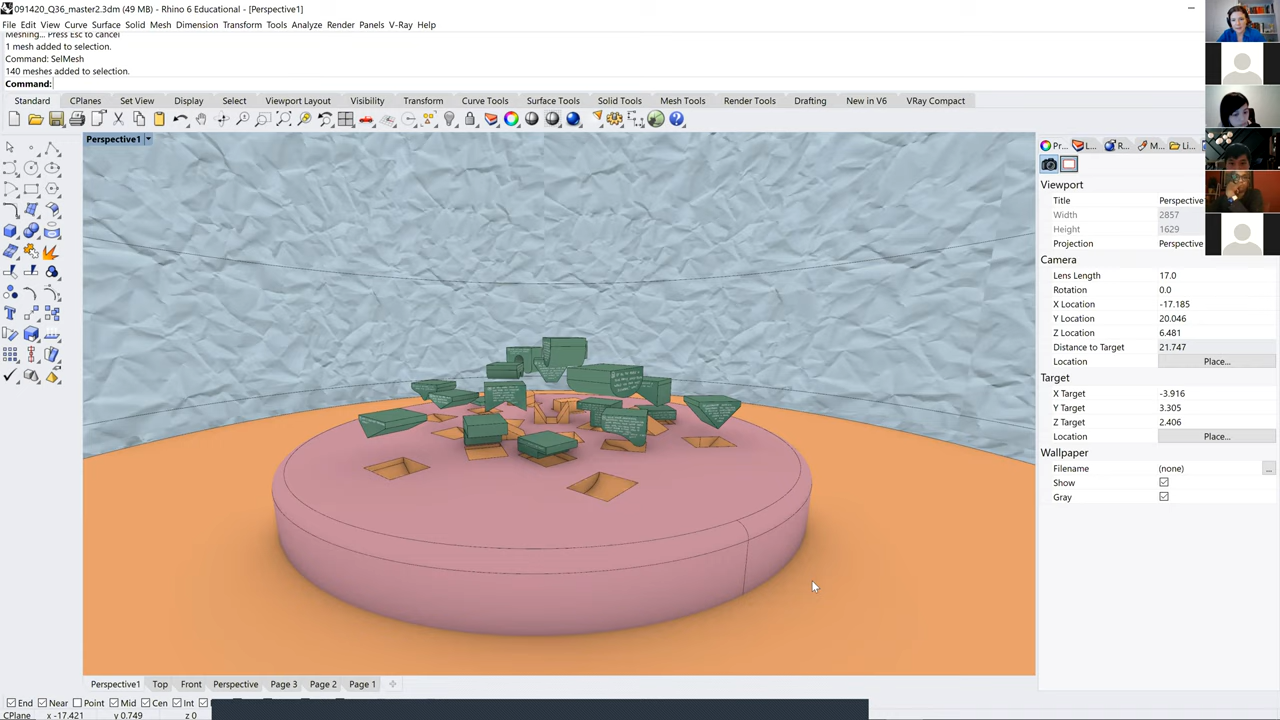 091420_Q36_master2.3dm (49 MB) - Rhino 6 Educational - [Perspective1]
File Edit View Curve Surface Solid Mesh Dimension Transform Tools Analyze Render Panels V-Ray Help
Meshing... Press Esc to cancel
1 mesh added to selection.
Command: SelMesh
140 meshes added to selection.
Command:
Standard CPlanes Set View Display Select Viewport Layout Visibility Transform Curve Tools Surface Tools Solid Tools Mesh Tools Render Tools Drafting New in V6 VRay Compact
Perspective1
Pr... L... R... M... Li...
Viewport
Title Perspective
Width 2857
Height 1629
Projection Perspective
Camera
Lens Length 17.0
Rotation 0.0
X Location -17.185
Y Location 20.046
Z Location 6.481
Distance to Target 21.747
Location Place...
Target
X Target -3.916
Y Target 3.305
Z Target 2.406
Location Place...
Wallpaper
Filename (none) ...
Show
Gray
Perspective1 Top Front Perspective Page 3 Page 2 Page 1
End Near Point Mid Cen Int
CPlane x -17.421 y 0.749 z 0